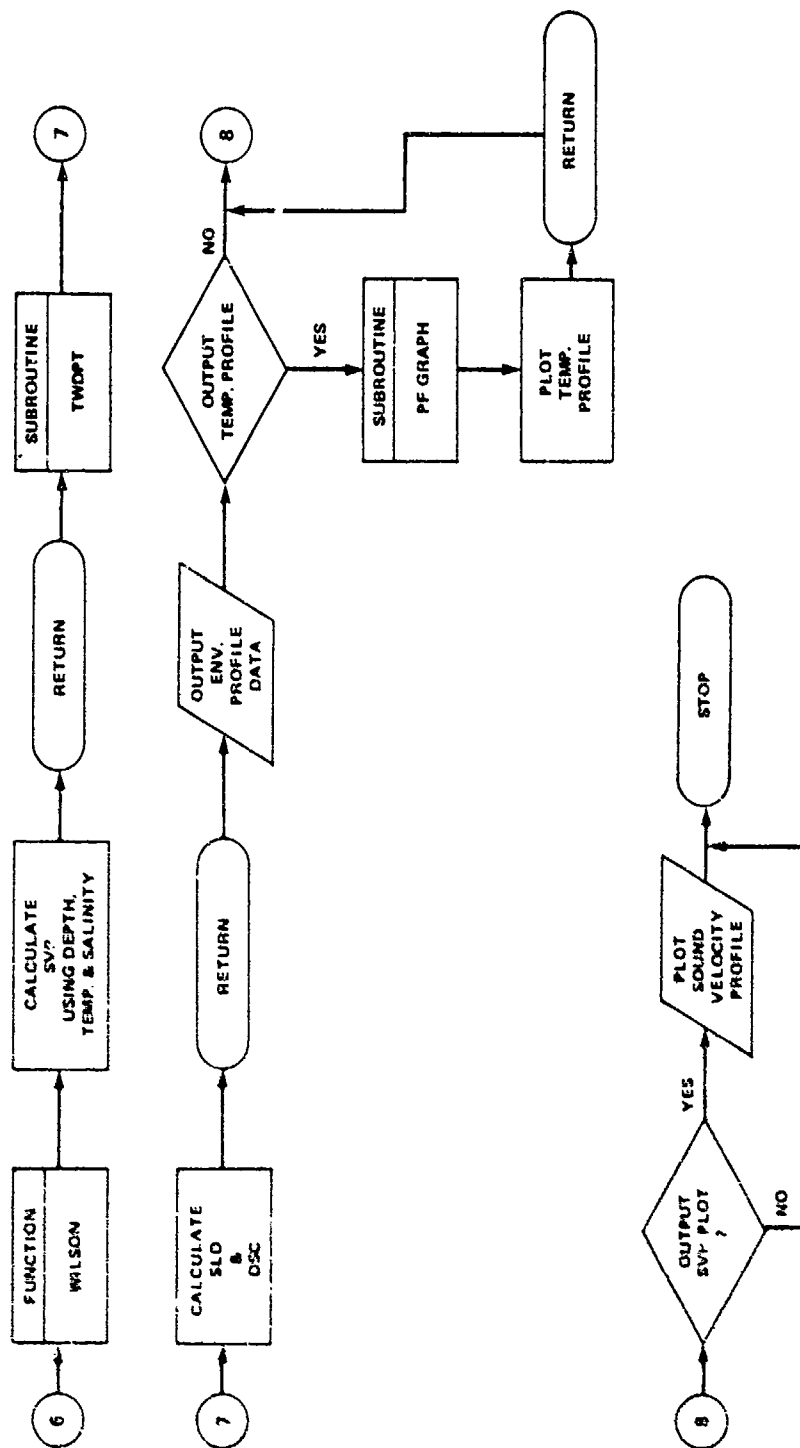 6
FUNCTION
WILSON
CALCULATE
USING DEPTH,
TEMP. & SALINITY
RETURN
SUBROUTINE
TWDPT
7
7
CALCULATE
SLD
&
DSC
RETURN
OUTPUT
ENV.
PROFILE
DATA
OUTPUT
TEMP. PROFILE
NO
8
YES
SUBROUTINE
PF GRAPH
PLOT
TEMP.
PROFILE
RETURN
8
OUTPUT
SVP PLOT
?
YES
NO
PLOT
SOUND
VELOCITY
PROFILE
STOP